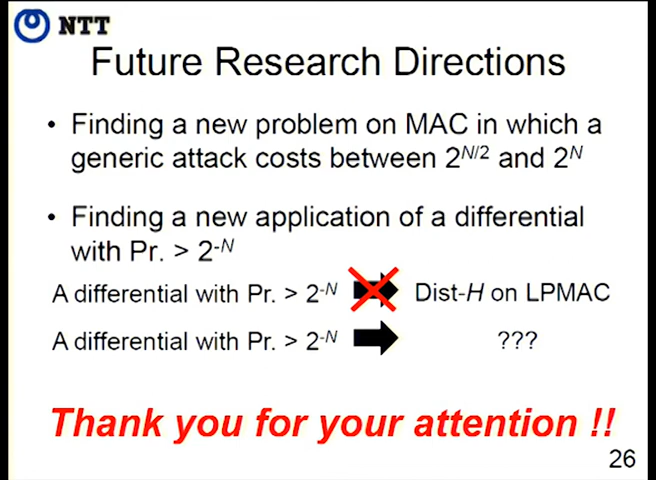 NTT
Future Research Directions
• Finding a new problem on MAC in which a
generic attack costs between 2^{N/2} and 2^N
• Finding a new application of a differential
with Pr. > 2^{-N}
A differential with Pr. > 2^{-N} Dist-H on LPMAC
A differential with Pr. > 2^{-N} ???
Thank you for your attention !!
26